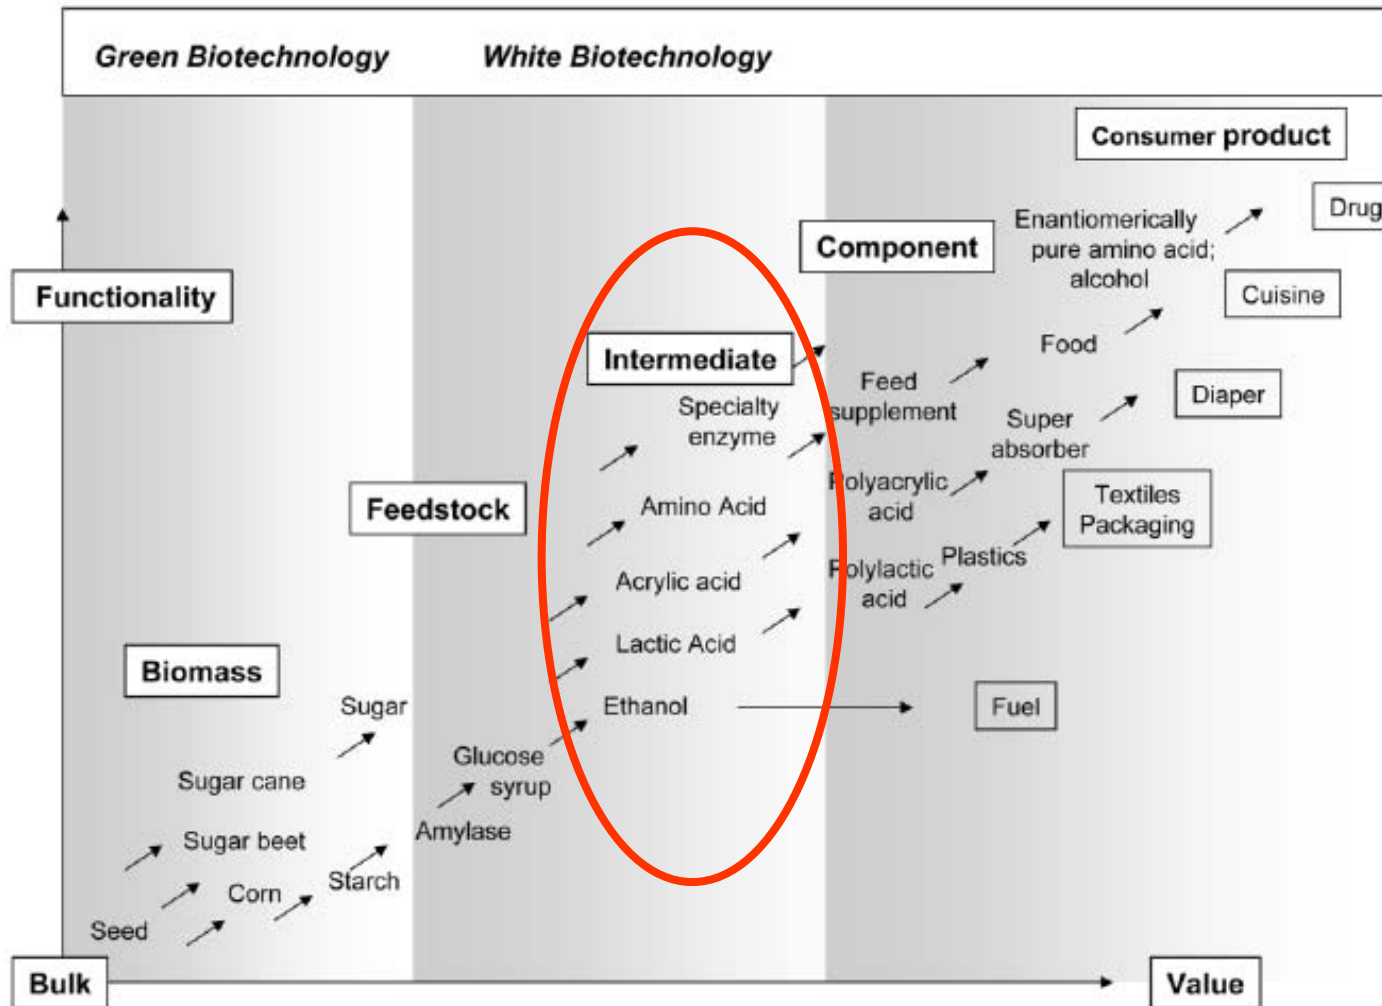 Green Biotechnology
White Biotechnology
Consumer product
Drug
Enantiomerically
pure amino acid;
alcohol
Component
Functionality
Cuisine
Intermediate
Food
Feed
supplement
Diaper
Specialty
enzyme
Super
absorber
Feedstock
Polyacrylic
acid
Textiles
Packaging
Amino Acid
Plastics
Acrylic acid
Polylactic
acid
Lactic Acid
Biomass
Sugar
Ethanol
Fuel
Glucose
syrup
Sugar cane
Amylase
Sugar beet
Starch
Corn
Seed
Bulk
Value